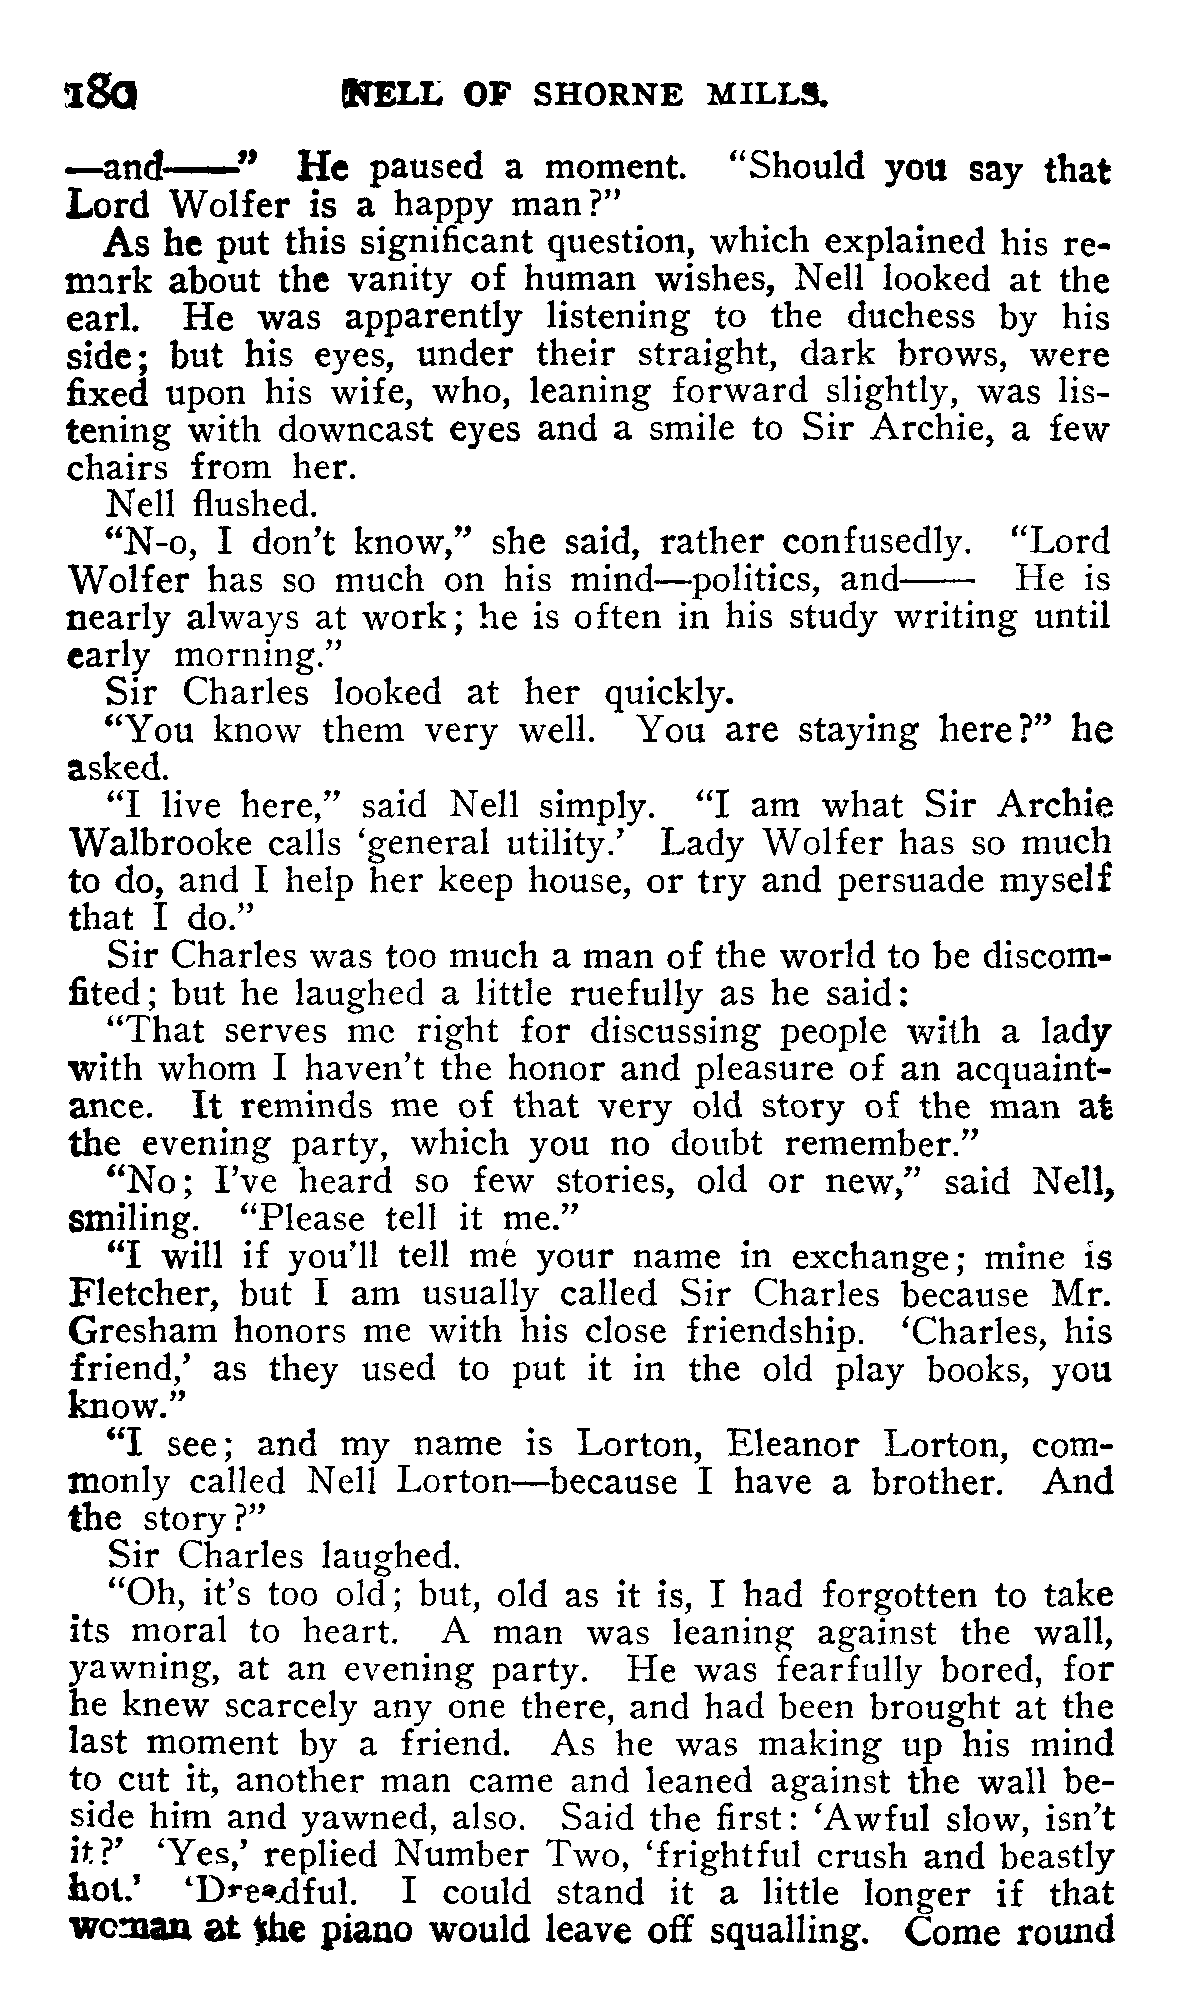 180 NELL OF SHORNE MILLS.
—and——” He paused a moment. “Should you say that
Lord Wolfer is a happy man?”
As he put this significant question, which explained his re-
mark about the vanity of human wishes, Nell looked at the
earl. He was apparently listening to the duchess by his
side; but his eyes, under their straight, dark brows, were
fixed upon his wife, who, leaning forward slightly, was lis-
tening with downcast eyes and a smile to Sir Archie, a few
chairs from her.
Nell flushed.
“N-o, I don’t know,” she said, rather confusedly. “Lord
Wolfer has so much on his mind—politics, and—— He is
nearly always at work; he is often in his study writing until
early morning.”
Sir Charles looked at her quickly.
“You know them very well. You are staying here?” he
asked.
“I live here,” said Nell simply. “I am what Sir Archie
Walbrooke calls ‘general utility.’ Lady Wolfer has so much
to do, and I help her keep house, or try and persuade myself
that I do.”
Sir Charles was too much a man of the world to be discom-
fited; but he laughed a little ruefully as he said:
“That serves me right for discussing people with a lady
with whom I haven’t the honor and pleasure of an acquaint-
ance. It reminds me of that very old story of the man at
the evening party, which you no doubt remember.”
“No; I’ve heard so few stories, old or new,” said Nell,
smiling. “Please tell it me.”
“I will if you’ll tell me your name in exchange; mine is
Fletcher, but I am usually called Sir Charles because Mr.
Gresham honors me with his close friendship. ‘Charles, his
friend,’ as they used to put it in the old play books, you
know.”
“I see; and my name is Lorton, Eleanor Lorton, com-
monly called Nell Lorton—because I have a brother. And
the story?”
Sir Charles laughed.
“Oh, it’s too old; but, old as it is, I had forgotten to take
its moral to heart. A man was leaning against the wall,
yawning, at an evening party. He was fearfully bored, for
he knew scarcely any one there, and had been brought at the
last moment by a friend. As he was making up his mind
to cut it, another man came and leaned against the wall be-
side him and yawned, also. Said the first: ‘Awful slow, isn’t
it?’ ‘Yes,’ replied Number Two, ‘frightful crush and beastly
hot.’ ‘Dreadful. I could stand it a little longer if that
woman at the piano would leave off squalling. Come round